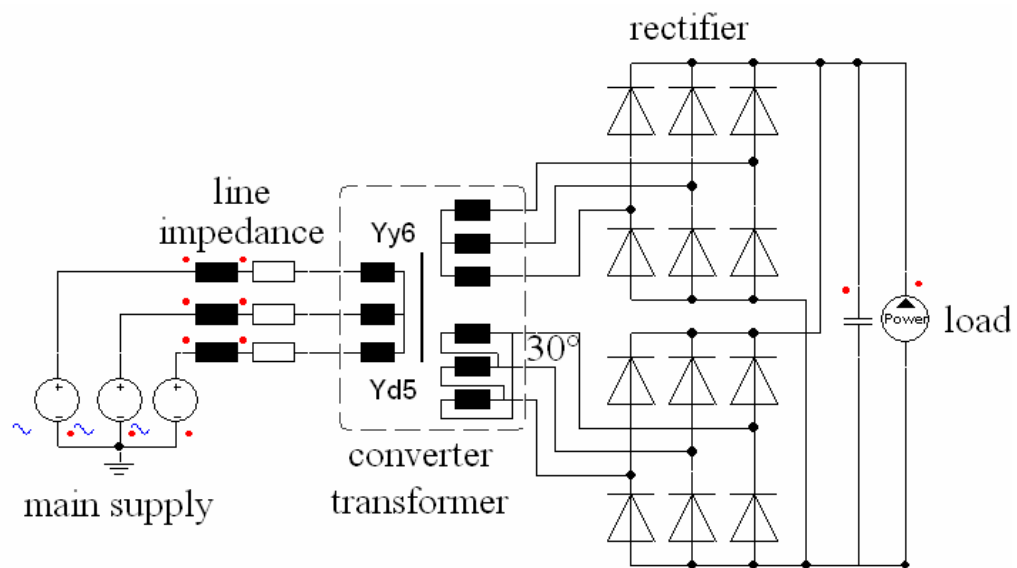 rectifier
line
impedance
Yy6
Yd5
30°
Power
load
converter
transformer
main supply